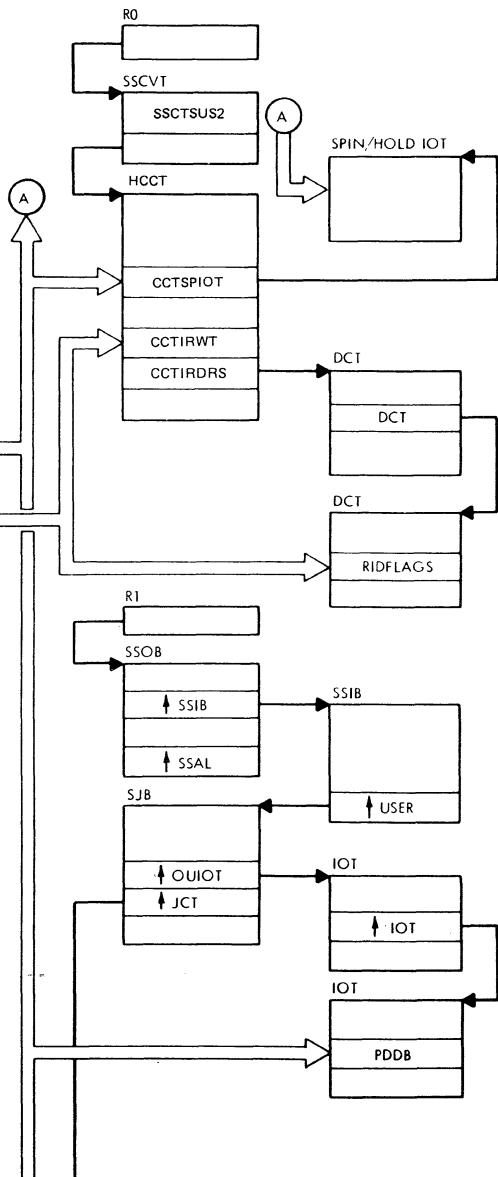 R0
SSCVT
SSCTSUS2
A
SPIN/HOLD IOT
HCCT
A
CCTSPIOT
CCTIRWT
CCTIRDRS
DCT
DCT
DCT
RIDFLAGS
R1
SSOB
SSIB
SSAL
SSIB
USER
SJB
OUIOT
JCT
IOT
IOT
IOT
PDDB